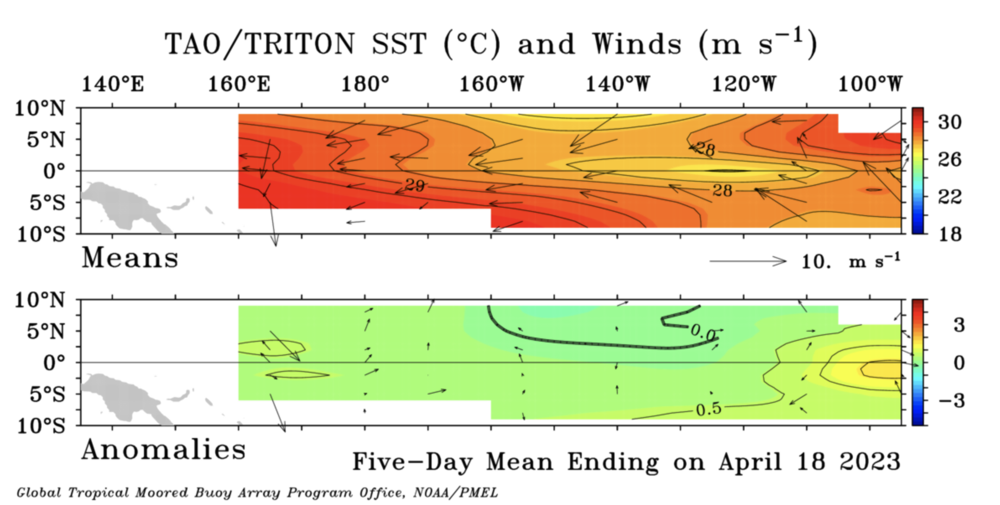 TAO/TRITON SST (°C) and Winds (m s⁻¹)
140°E 160°E 180° 160°W 140°W 120°W 100°W
10°N
5°N
0°
5°S
10°S
28
29
28
30
26
22
18
Means
10. m s⁻¹
10°N
5°N
0°
5°S
10°S
0.0
0.5
3
0
−3
Anomalies
Five−Day Mean Ending on April 18 2023
Global Tropical Moored Buoy Array Program Office, NOAA/PMEL